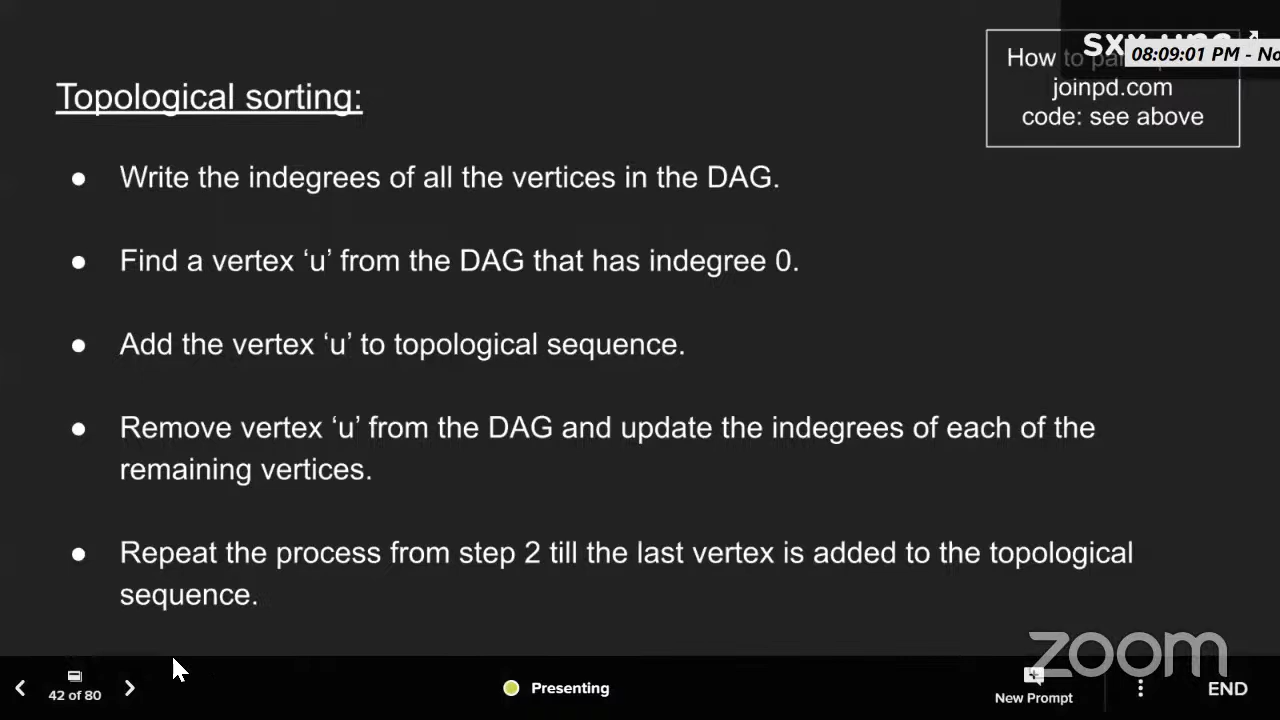 08:09:01 PM - No
How to
joinpd.com
code: see above
Topological sorting:
● Write the indegrees of all the vertices in the DAG.
● Find a vertex ‘u’ from the DAG that has indegree 0.
● Add the vertex ‘u’ to topological sequence.
● Remove vertex ‘u’ from the DAG and update the indegrees of each of the
remaining vertices.
● Repeat the process from step 2 till the last vertex is added to the topological
sequence.
zoom
42 of 80
Presenting
New Prompt
END